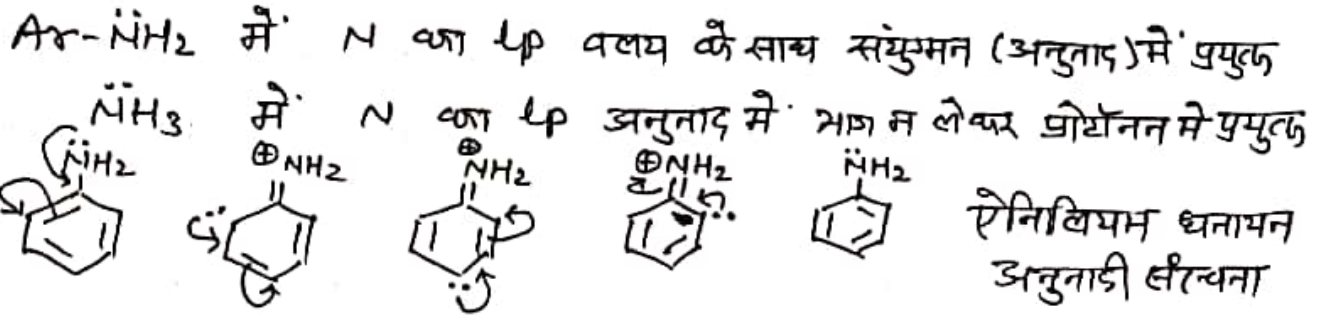 Ar-N̈H2 में N का lp वलय के साथ संयुग्मन (अनुनाद) में प्रयुक्त
N̈H3 में N का lp अनुनाद में भाग न लेकर प्रोटॉनन मे प्रयुक्त
N̈H2 ⊕NH2 ⊕NH2 ⊕NH2 N̈H2
ऐनिलियम धनायन
अनुनादी संरचना